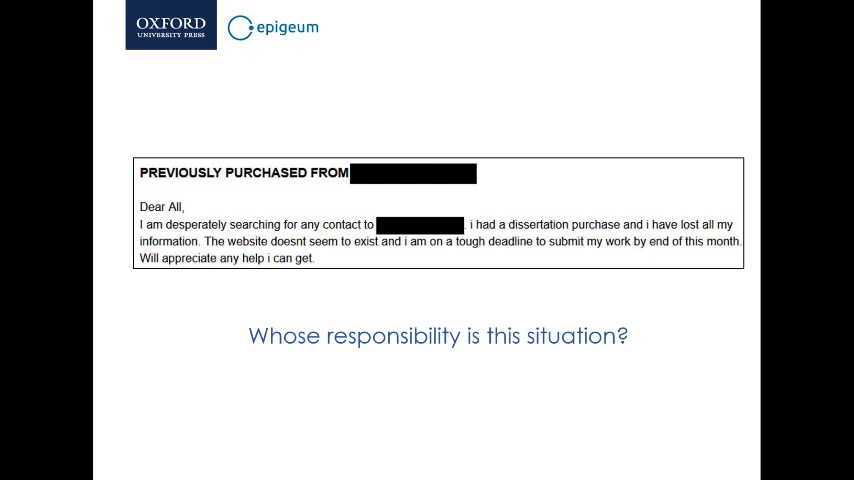 OXFORD
UNIVERSITY PRESS
epigeum
PREVIOUSLY PURCHASED FROM
Dear All,
I am desperately searching for any contact to . i had a dissertation purchase and i have lost all my
information. The website doesnt seem to exist and i am on a tough deadline to submit my work by end of this month.
Will appreciate any help i can get.
Whose responsibility is this situation?